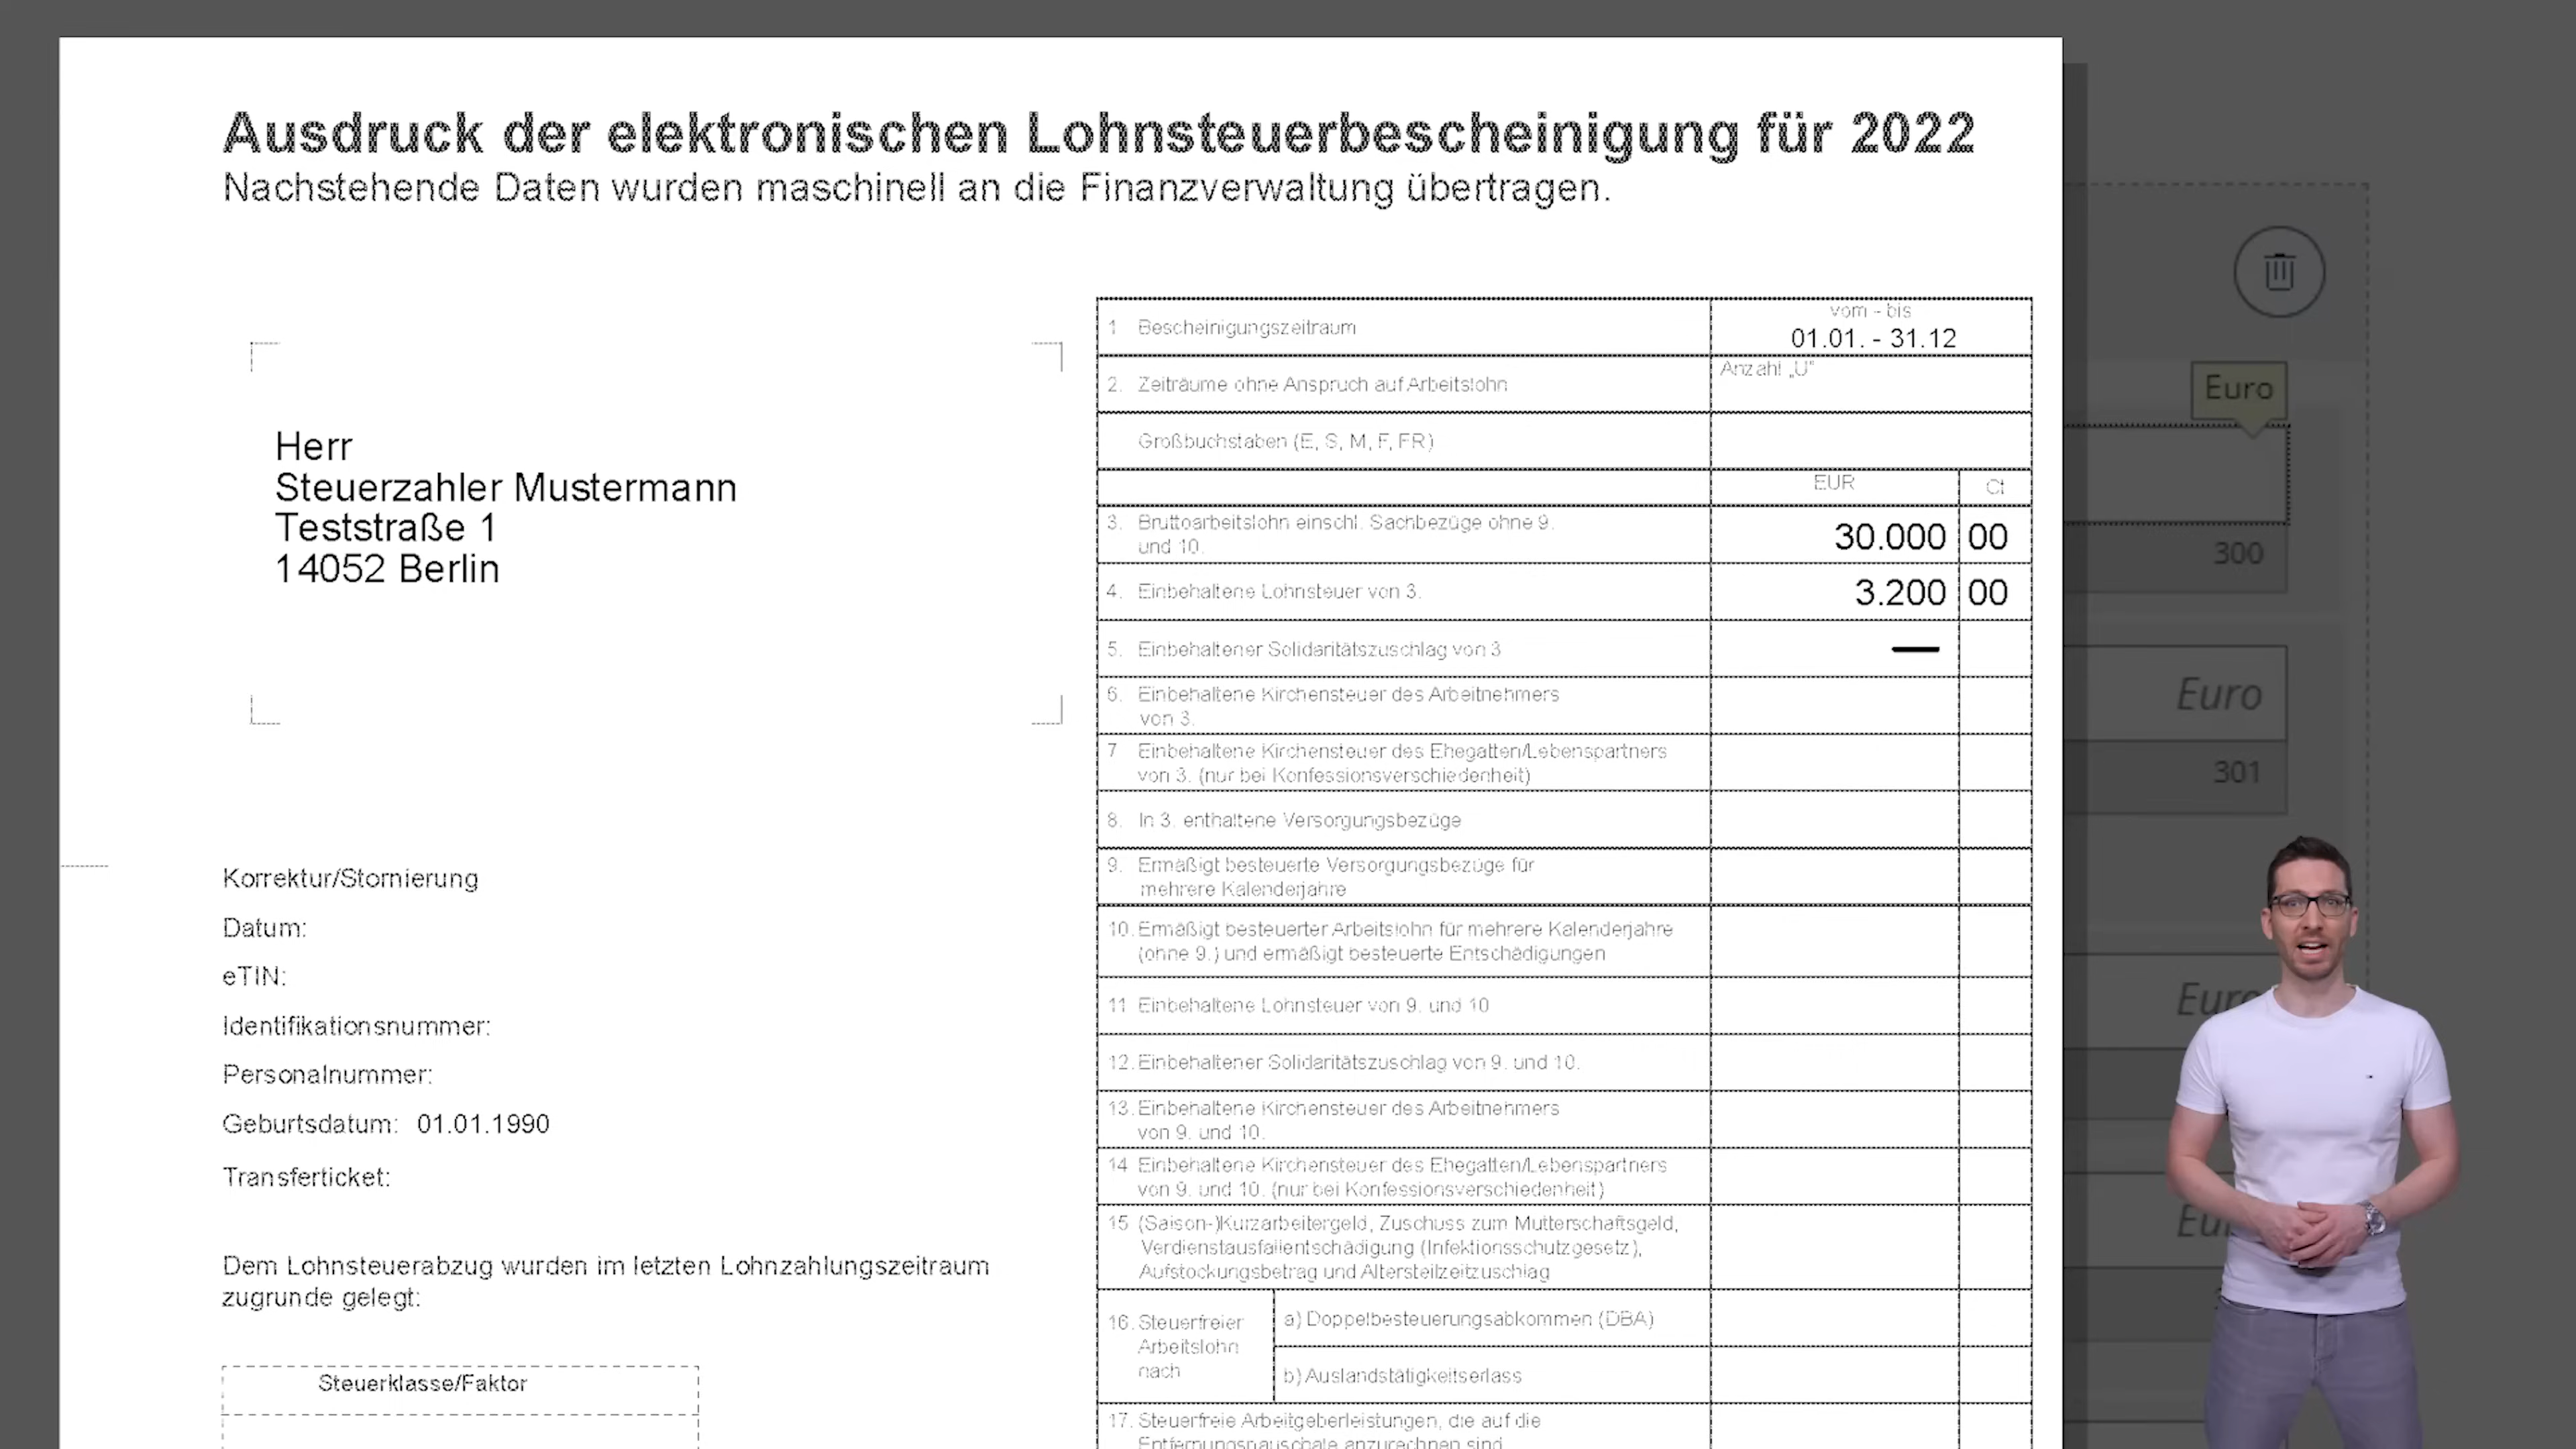 Ausdruck der elektronischen Lohnsteuerbescheinigung für 2022
Nachstehende Daten wurden maschinell an die Finanzverwaltung übertragen.
Herr
Steuerzahler Mustermann
Teststraße 1
14052 Berlin
Korrektur/Stornierung
Datum:
eTIN:
Identifikationsnummer:
Personalnummer:
Geburtsdatum: 01.01.1990
Transferticket:
Dem Lohnsteuerabzug wurden im letzten Lohnzahlungszeitraum
zugrunde gelegt:
Steuerklasse/Faktor
1 Bescheinigungszeitraum
vom - bis
01.01. - 31.12
2. Zeiträume ohne Anspruch auf Arbeitslohn
Anzahl „U“
Großbuchstaben (E, S, M, F, FR)
EUR Ct
3. Bruttoarbeitslohn einschl. Sachbezüge ohne 9.
und 10.
30.000 00
4. Einbehaltene Lohnsteuer von 3.
3.200 00
5. Einbehaltener Solidaritätszuschlag von 3
—
6. Einbehaltene Kirchensteuer des Arbeitnehmers
von 3.
7 Einbehaltene Kirchensteuer des Ehegatten/Lebenspartners
von 3. (nur bei Konfessionsverschiedenheit)
8. In 3. enthaltene Versorgungsbezüge
9. Ermäßigt besteuerte Versorgungsbezüge für
mehrere Kalenderjahre
10. Ermäßigt besteuerter Arbeitslohn für mehrere Kalenderjahre
(ohne 9.) und ermäßigt besteuerte Entschädigungen
11 Einbehaltene Lohnsteuer von 9. und 10
12. Einbehaltener Solidaritätszuschlag von 9. und 10.
13. Einbehaltene Kirchensteuer des Arbeitnehmers
von 9. und 10.
14 Einbehaltene Kirchensteuer des Ehegatten/Lebenspartners
von 9. und 10. (nur bei Konfessionsverschiedenheit)
15 (Saison-)Kurzarbeitergeld, Zuschuss zum Mutterschaftsgeld,
Verdienstausfallentschädigung (Infektionsschutzgesetz),
Aufstockungsbetrag und Altersteilzeitzuschlag
16. Steuerfreier
Arbeitslohn
nach
a) Doppelbesteuerungsabkommen (DBA)
b) Auslandstätigkeitserlass
17. Steuerfreie Arbeitgeberleistungen, die auf die
Entfernungspauschale anzurechnen sind
Euro
300
Euro
301
Euro